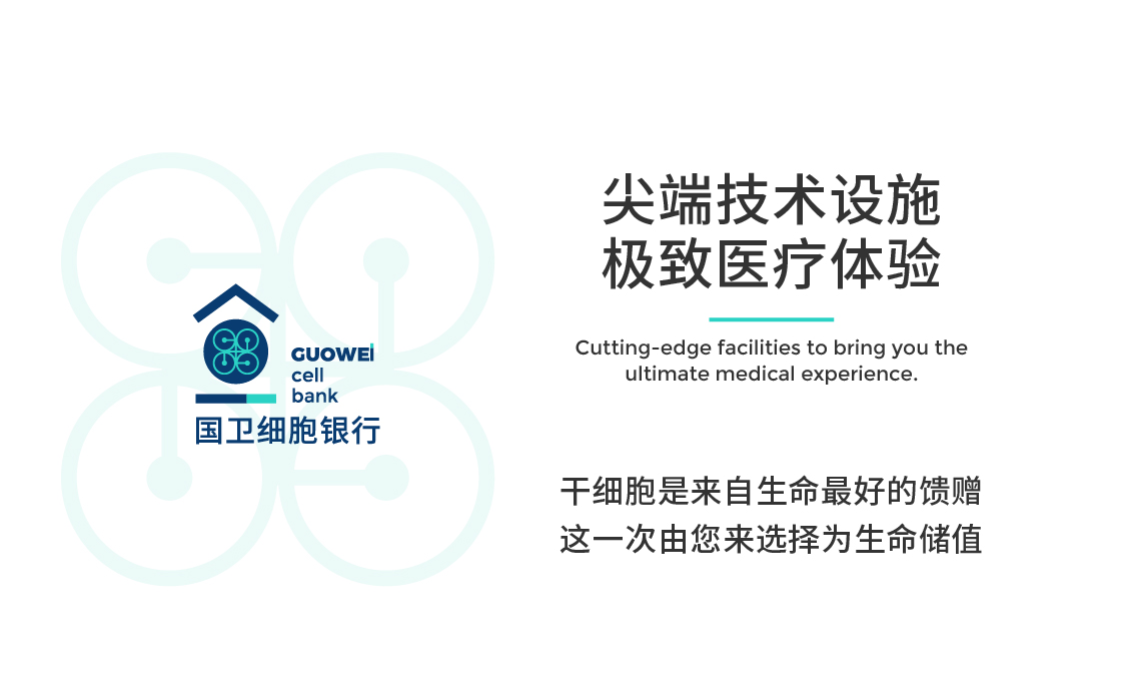 GUOWEi
cell
bank
国卫细胞银行
尖端技术设施
极致医疗体验
Cutting-edge facilities to bring you the
ultimate medical experience.
干细胞是来自生命最好的馈赠
这一次由您来选择为生命储值